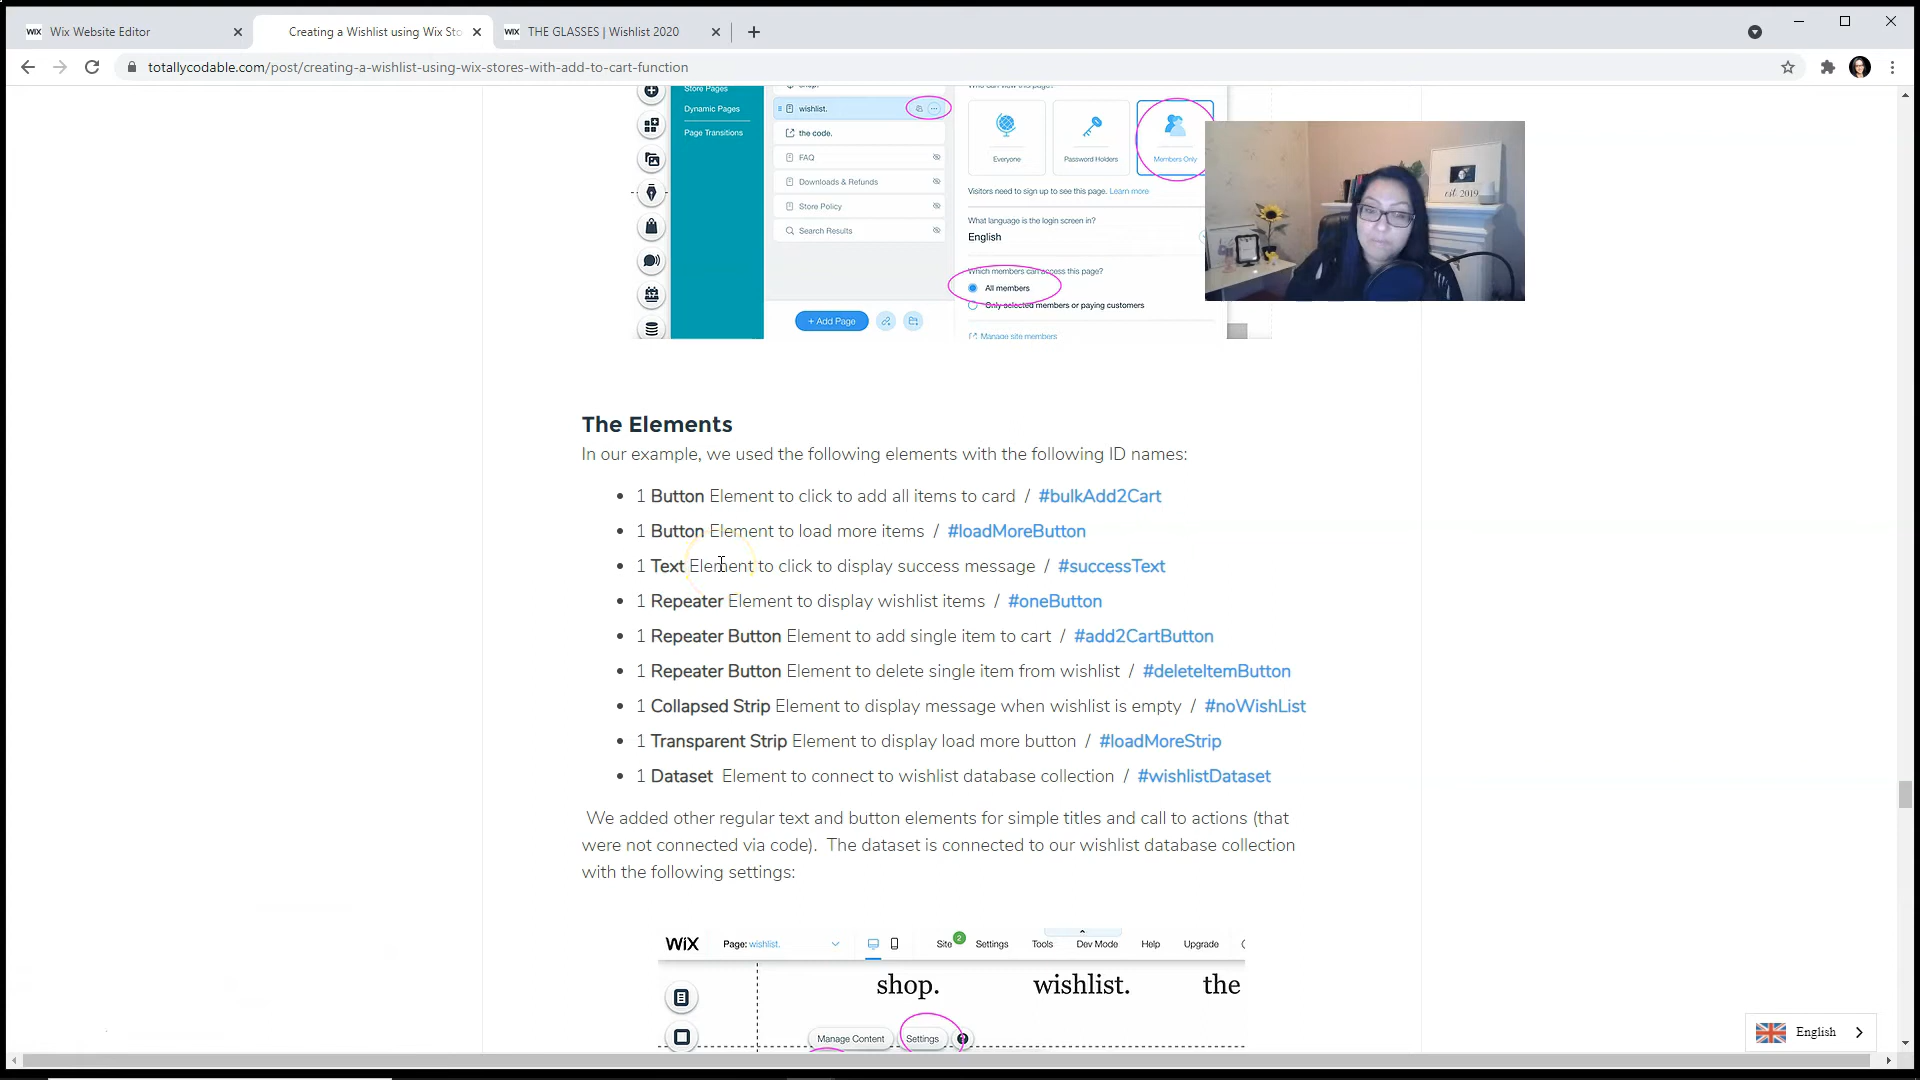 WiX Wix Website Editor
Creating a Wishlist using Wix Sto
WiX THE GLASSES | Wishlist 2020
totallycodable.com/post/creating-a-wishlist-using-wix-stores-with-add-to-cart-function
Store Pages
Dynamic Pages
Page Transitions
wishlist.
the code.
FAQ
Downloads & Refunds
Store Policy
Search Results
+ Add Page
Everyone
Password Holders
Members Only
Visitors need to sign up to see this page. Learn more
What language is the login screen in?
English
Which members can access this page?
All members
Only selected members or paying customers
Manage site members
est. 2019
The Elements
In our example, we used the following elements with the following ID names:
• 1 Button Element to click to add all items to card / #bulkAdd2Cart
• 1 Button Element to load more items / #loadMoreButton
• 1 Text Element to click to display success message / #successText
• 1 Repeater Element to display wishlist items / #oneButton
• 1 Repeater Button Element to add single item to cart / #add2CartButton
• 1 Repeater Button Element to delete single item from wishlist / #deleteItemButton
• 1 Collapsed Strip Element to display message when wishlist is empty / #noWishList
• 1 Transparent Strip Element to display load more button / #loadMoreStrip
• 1 Dataset Element to connect to wishlist database collection / #wishlistDataset
We added other regular text and button elements for simple titles and call to actions (that
were not connected via code). The dataset is connected to our wishlist database collection
with the following settings:
WiX Page: wishlist. Site 2 Settings Tools Dev Mode Help Upgrade
shop. wishlist. the
Manage Content Settings ?
English